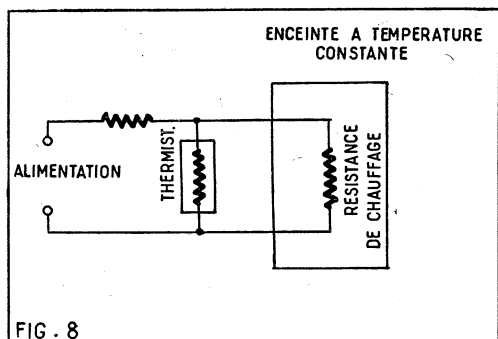 ENCEINTE A TEMPERATURE
CONSTANTE
ALIMENTATION
THERMIST.
RESISTANCE
DE CHAUFFAGE
FIG. 8